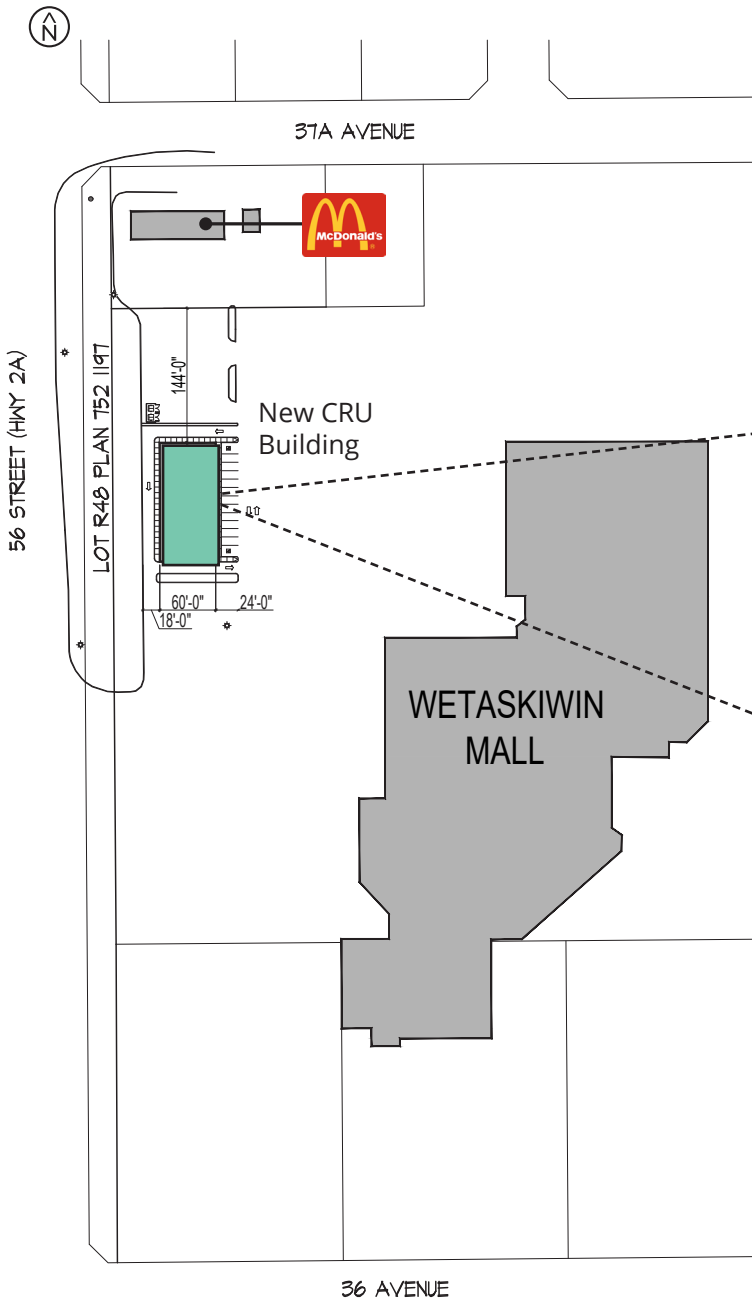 N
37A AVENUE
McDonald's
®
56 STREET (HWY 2A)
LOT R48 PLAN 752 1197
144'-0"
New CRU
Building
60'-0"
24'-0"
18'-0"
WETASKIWIN
MALL
36 AVENUE